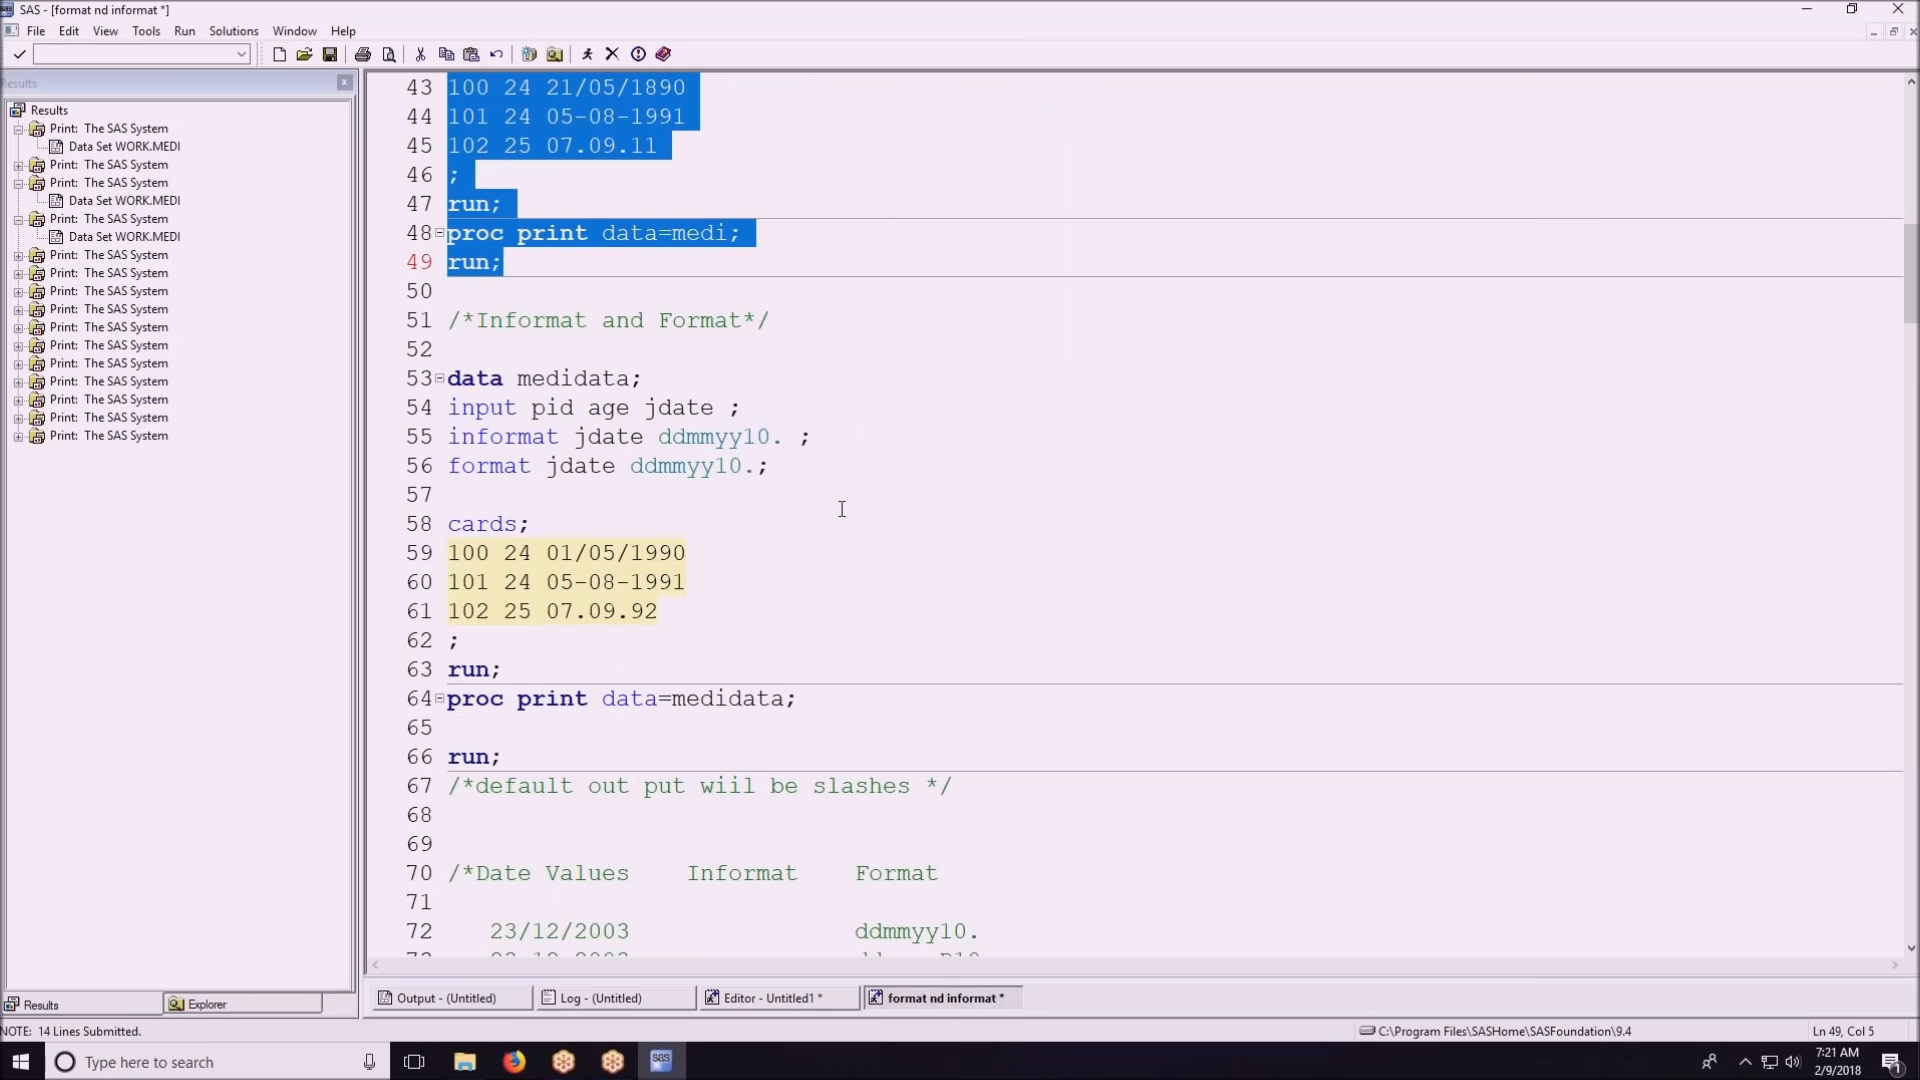 SAS - [format nd informat *]
File Edit View Tools Run Solutions Window Help
Results
Results
Print: The SAS System
Data Set WORK.MEDI
Print: The SAS System
Print: The SAS System
Data Set WORK.MEDI
Print: The SAS System
Data Set WORK.MEDI
Print: The SAS System
Print: The SAS System
Print: The SAS System
Print: The SAS System
Print: The SAS System
Print: The SAS System
Print: The SAS System
Print: The SAS System
Print: The SAS System
Print: The SAS System
Print: The SAS System
43 100 24 21/05/1890
44 101 24 05-08-1991
45 102 25 07.09.11
46 ;
47 run;
48 proc print data=medi;
49 run;
50
51 /*Informat and Format*/
52
53 data medidata;
54 input pid age jdate ;
55 informat jdate ddmmyy10. ;
56 format jdate ddmmyy10.;
57
58 cards;
59 100 24 01/05/1990
60 101 24 05-08-1991
61 102 25 07.09.92
62 ;
63 run;
64 proc print data=medidata;
65
66 run;
67 /*default out put wiil be slashes */
68
69
70 /*Date Values Informat Format
71
72 23/12/2003 ddmmyy10.
Results Explorer
Output - (Untitled) Log - (Untitled) Editor - Untitled1 * format nd informat *
NOTE: 14 Lines Submitted. C:\Program Files\SASHome\SASFoundation\9.4 Ln 49, Col 5
Type here to search
sas
7:21 AM
2/9/2018
1